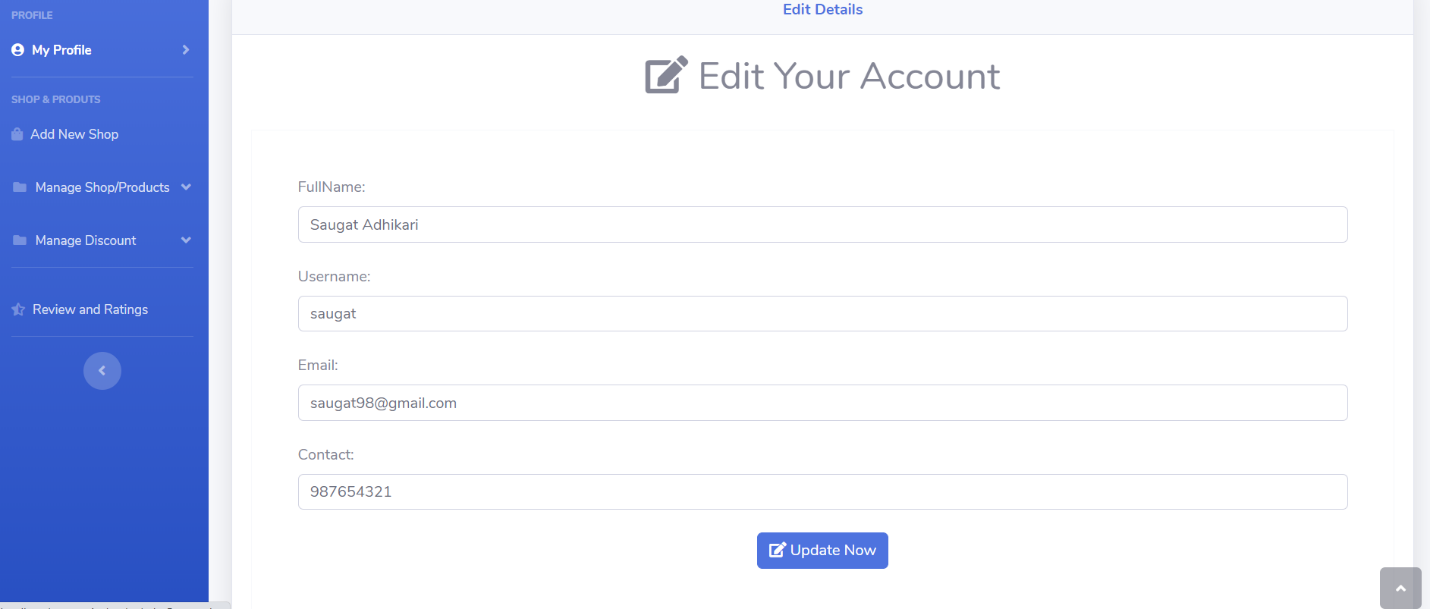 PROFILE
My Profile
SHOP & PRODUTS
Add New Shop
Manage Shop/Products
Manage Discount
Review and Ratings
Edit Details
Edit Your Account
FullName:
Saugat Adhikari
Username:
saugat
Email:
saugat98@gmail.com
Contact:
987654321
Update Now